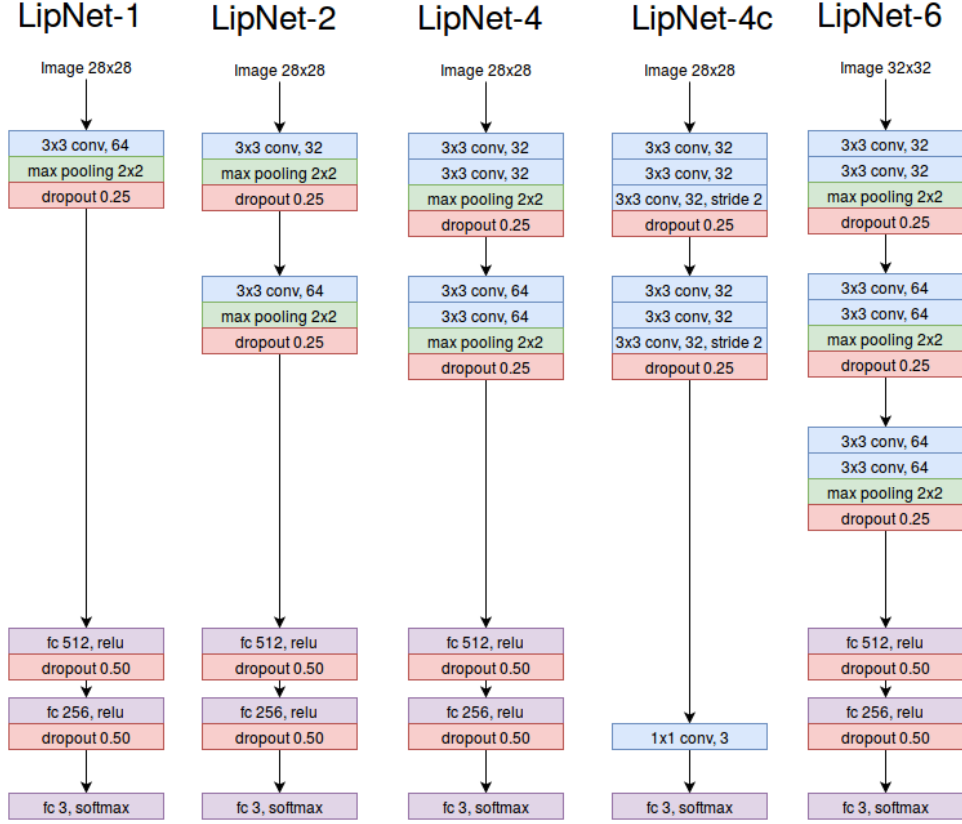 LipNet-1
Image 28x28
3x3 conv, 64
max pooling 2x2
dropout 0.25
fc 512, relu
dropout 0.50
fc 256, relu
dropout 0.50
fc 3, softmax
LipNet-2
Image 28x28
3x3 conv, 32
max pooling 2x2
dropout 0.25
3x3 conv, 64
max pooling 2x2
dropout 0.25
fc 512, relu
dropout 0.50
fc 256, relu
dropout 0.50
fc 3, softmax
LipNet-4
Image 28x28
3x3 conv, 32
3x3 conv, 32
max pooling 2x2
dropout 0.25
3x3 conv, 64
3x3 conv, 64
max pooling 2x2
dropout 0.25
fc 512, relu
dropout 0.50
fc 256, relu
dropout 0.50
fc 3, softmax
LipNet-4c
Image 28x28
3x3 conv, 32
3x3 conv, 32
3x3 conv, 32, stride 2
dropout 0.25
3x3 conv, 32
3x3 conv, 32
3x3 conv, 32, stride 2
dropout 0.25
1x1 conv, 3
fc 3, softmax
LipNet-6
Image 32x32
3x3 conv, 32
3x3 conv, 32
max pooling 2x2
dropout 0.25
3x3 conv, 64
3x3 conv, 64
max pooling 2x2
dropout 0.25
3x3 conv, 64
3x3 conv, 64
max pooling 2x2
dropout 0.25
fc 512, relu
dropout 0.50
fc 256, relu
dropout 0.50
fc 3, softmax